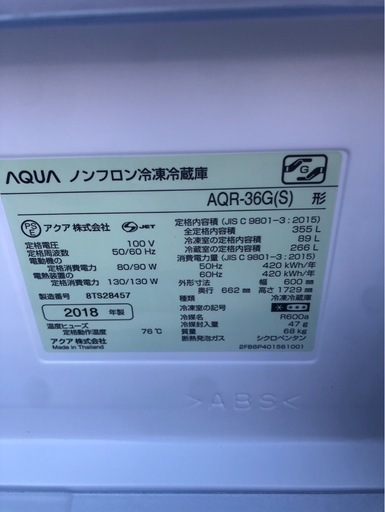 AQUA ノンフロン冷凍冷蔵庫
AQR-36G(S) 形
PS E アクア 株式会社 JET
定格電圧 100 V
定格周波数 50/60 Hz
電動機の
定格消費電力 80/90 W
電熱装置の
定格消費電力 130/130 W
製造番号 BTS28457
2018 年製
温度ヒューズ
定格動作温度 76℃
アクア 株式会社
Made in Thailand
G
定格内容積 (JIS C 9801-3:2015)
全定格内容積 355 L
冷凍室の定格内容積 89 L
冷蔵室の定格内容積 266 L
消費電力量 (JIS C 9801-3:2015)
50Hz 420 kWh/年
60Hz 420 kWh/年
外形寸法 幅 600 ㎜
奥行 662 ㎜ 高さ 1729 ㎜
種類 冷凍冷蔵庫
冷凍室の記号
冷媒名 R600a
冷媒封入量 47 g
質量 68 kg
断熱発泡ガス シクロペンタン
2FB6P401561001
>ABS<